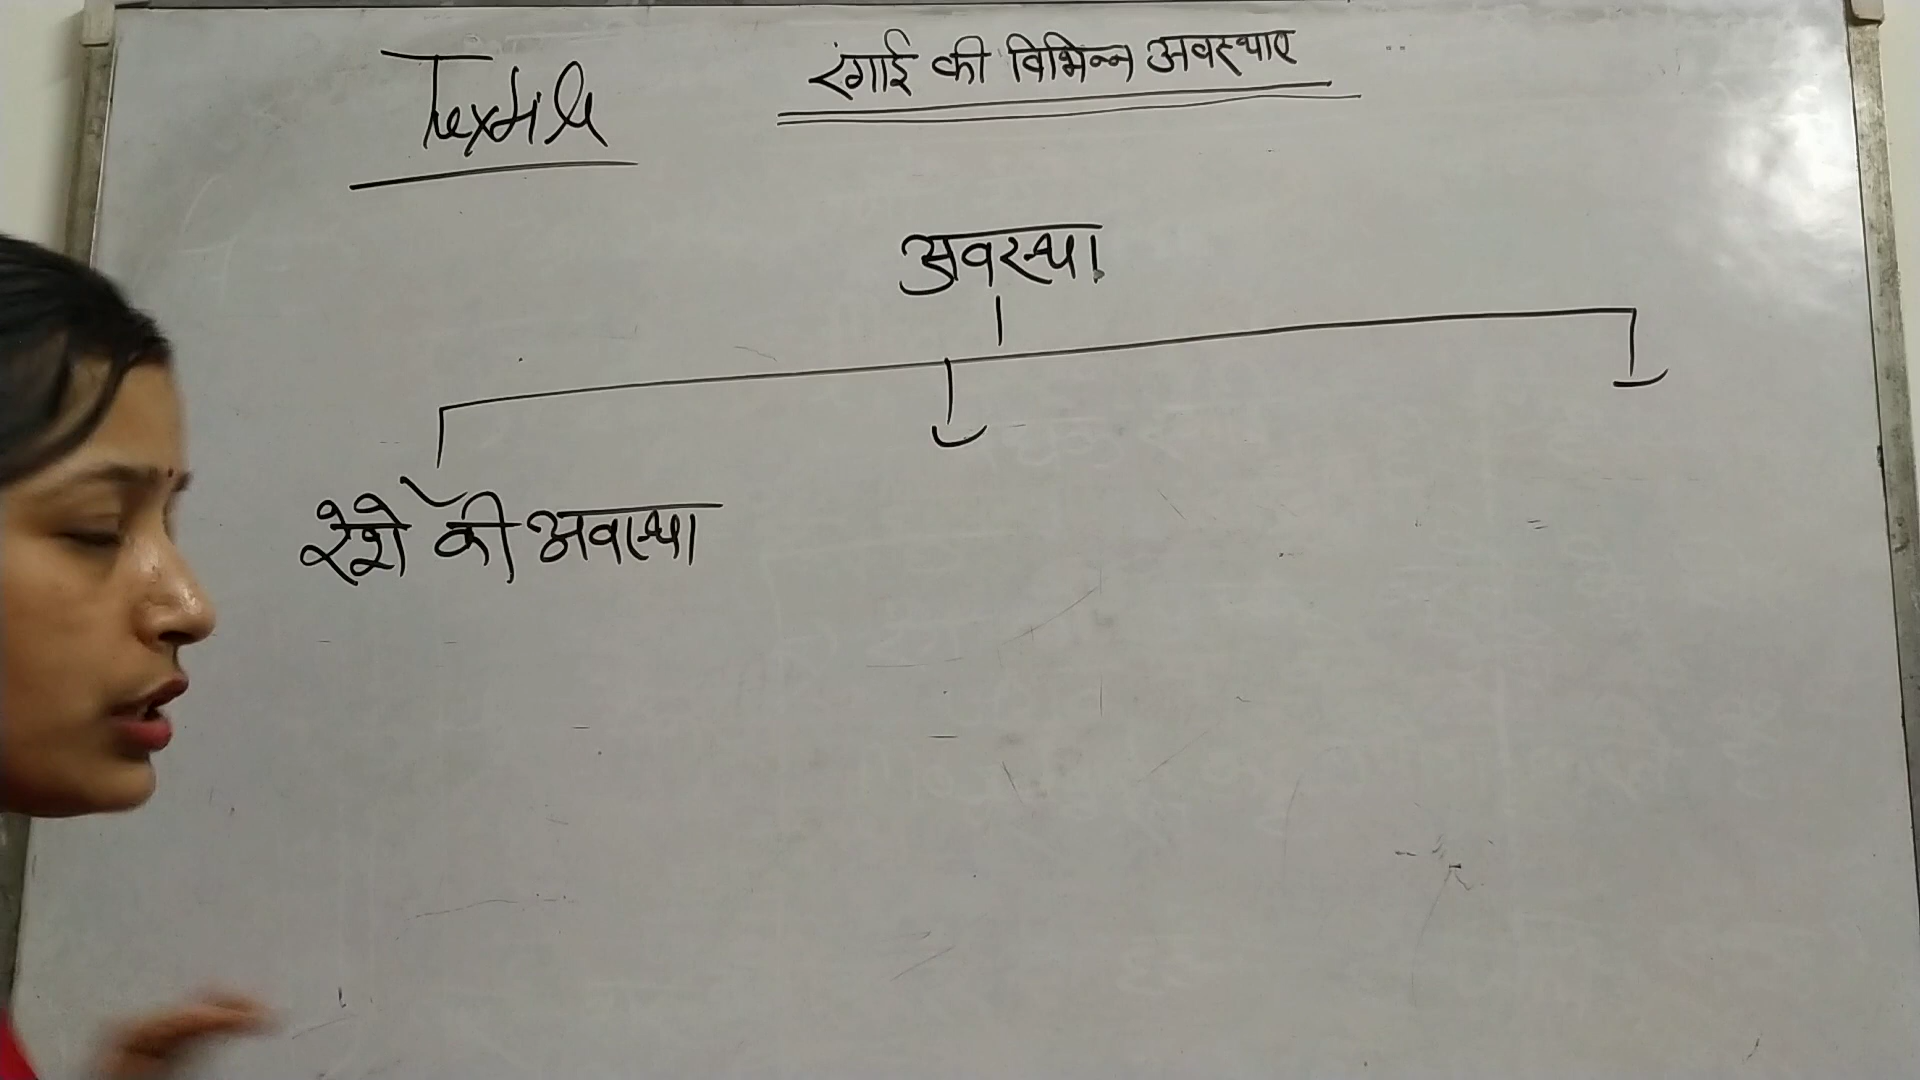 Textile
रंगाई की विभिन्न अवस्थाए
अवस्था
रेशे की अवस्था